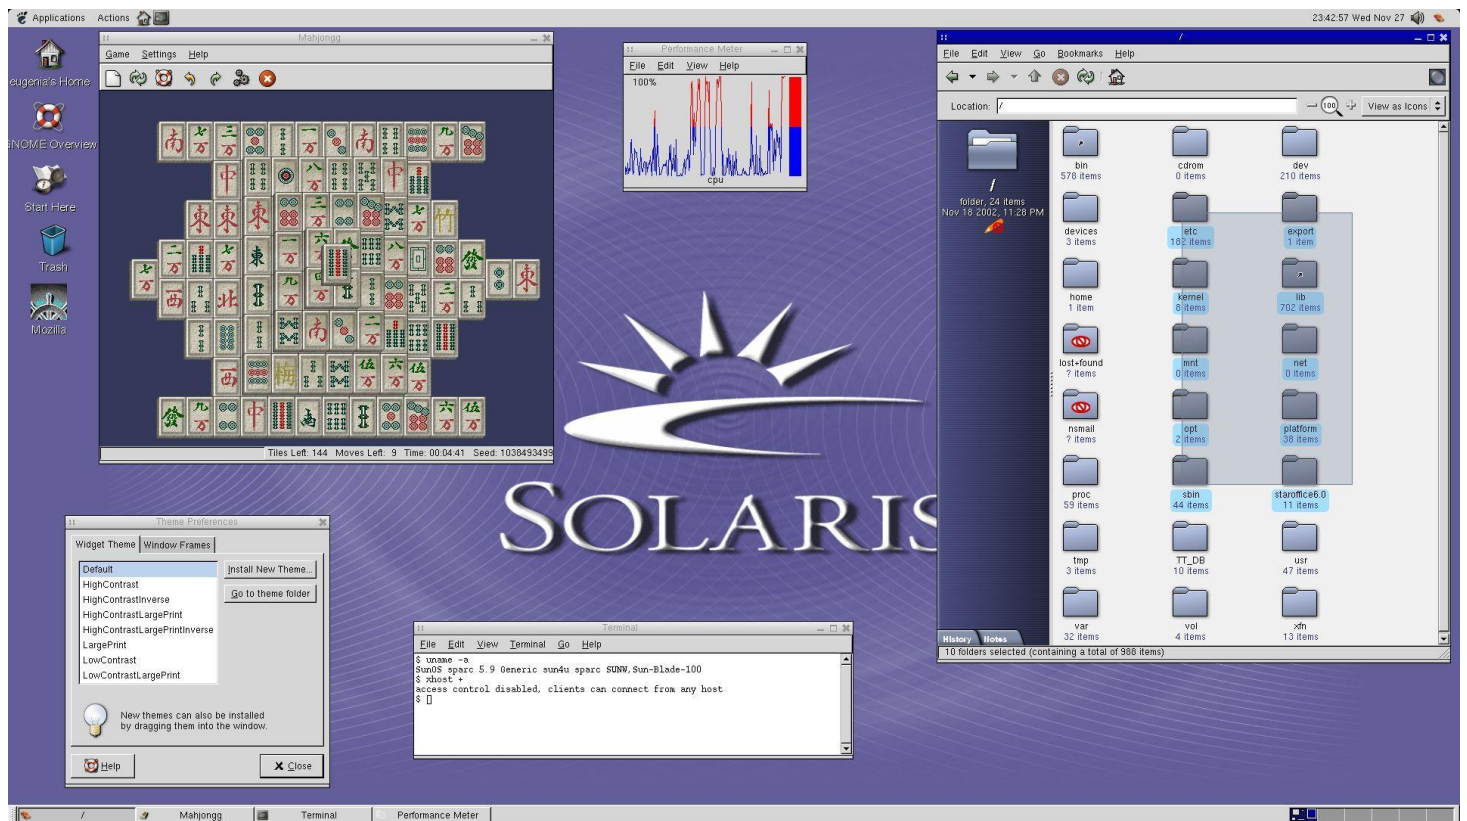 Applications Actions
23:42:57 Wed Nov 27
eugenia's Home
GNOME Overview
Start Here
Trash
Mozilla
Mahjongg
Game Settings Help
Tiles Left: 144 Moves Left: 9 Time: 00:04:41 Seed: 1038493499
Performance Meter
File Edit View Help
100%
cpu
/
File Edit View Go Bookmarks Help
Location: /
100
View as Icons
/
folder, 24 items
Nov 18 2002, 11:28 PM
bin
578 items
cdrom
0 items
dev
210 items
devices
3 items
etc
182 items
export
1 item
home
1 item
kernel
8 items
lib
702 items
lost+found
? items
mnt
0 items
net
0 items
nsmail
? items
opt
2 items
platform
38 items
proc
59 items
sbin
44 items
staroffice6.0
11 items
tmp
3 items
TT_DB
10 items
usr
47 items
var
32 items
vol
4 items
xfn
13 items
History Notes
10 folders selected (containing a total of 988 items)
SOLARIS
Theme Preferences
Widget Theme Window Frames
Default
HighContrast
HighContrastInverse
HighContrastLargePrint
HighContrastLargePrintInverse
LargePrint
LowContrast
LowContrastLargePrint
Install New Theme...
Go to theme folder
New themes can also be installed
by dragging them into the window.
Help
Close
Terminal
File Edit View Terminal Go Help
$ uname -a
SunOS sparc 5.9 Generic sun4u sparc SUNW,Sun-Blade-100
$ xhost +
access control disabled, clients can connect from any host
$
/
Mahjongg
Terminal
Performance Meter